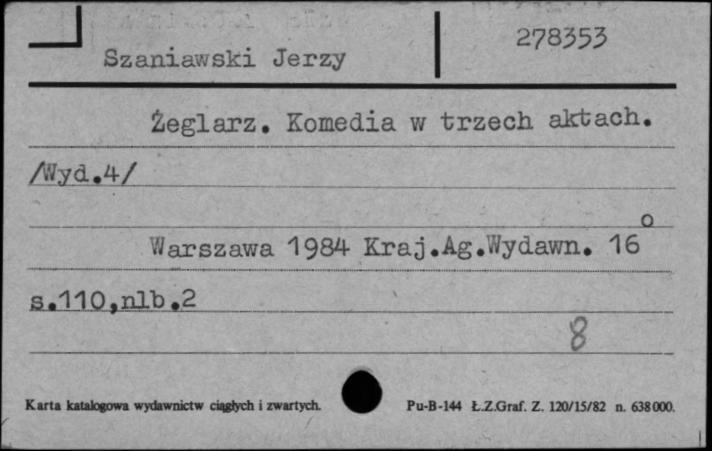 278353
Szaniawski Jerzy
Żeglarz. Komedia w trzech aktach.
/Wyd.4/
Warszawa 1984 Kraj.Ag.Wydawn. 16°
s.110,nlb.2
8
Karta katalogowa wydawnictw ciągłych i zwartych. Pu-B-144 Ł.Z.Graf. Z. 120/15/82 n. 638000.